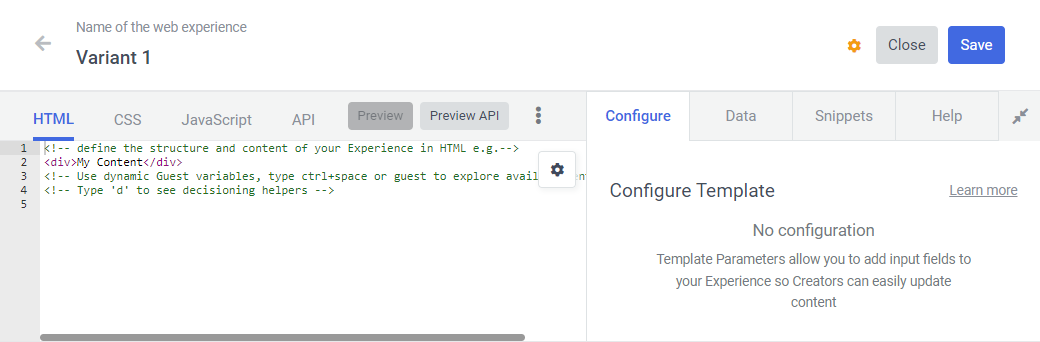 Name of the web experience
Variant 1
Close
Save
HTML
CSS
JavaScript
API
Preview
Preview API
Configure
Data
Snippets
Help
1 <!-- define the structure and content of your Experience in HTML e.g.-->
2 <div>My Content</div>
3 <!-- Use dynamic Guest variables, type ctrl+space or guest to explore
4 <!-- Type 'd' to see decisioning helpers -->
5
Configure Template
Learn more
No configuration
Template Parameters allow you to add input fields to
your Experience so Creators can easily update
content